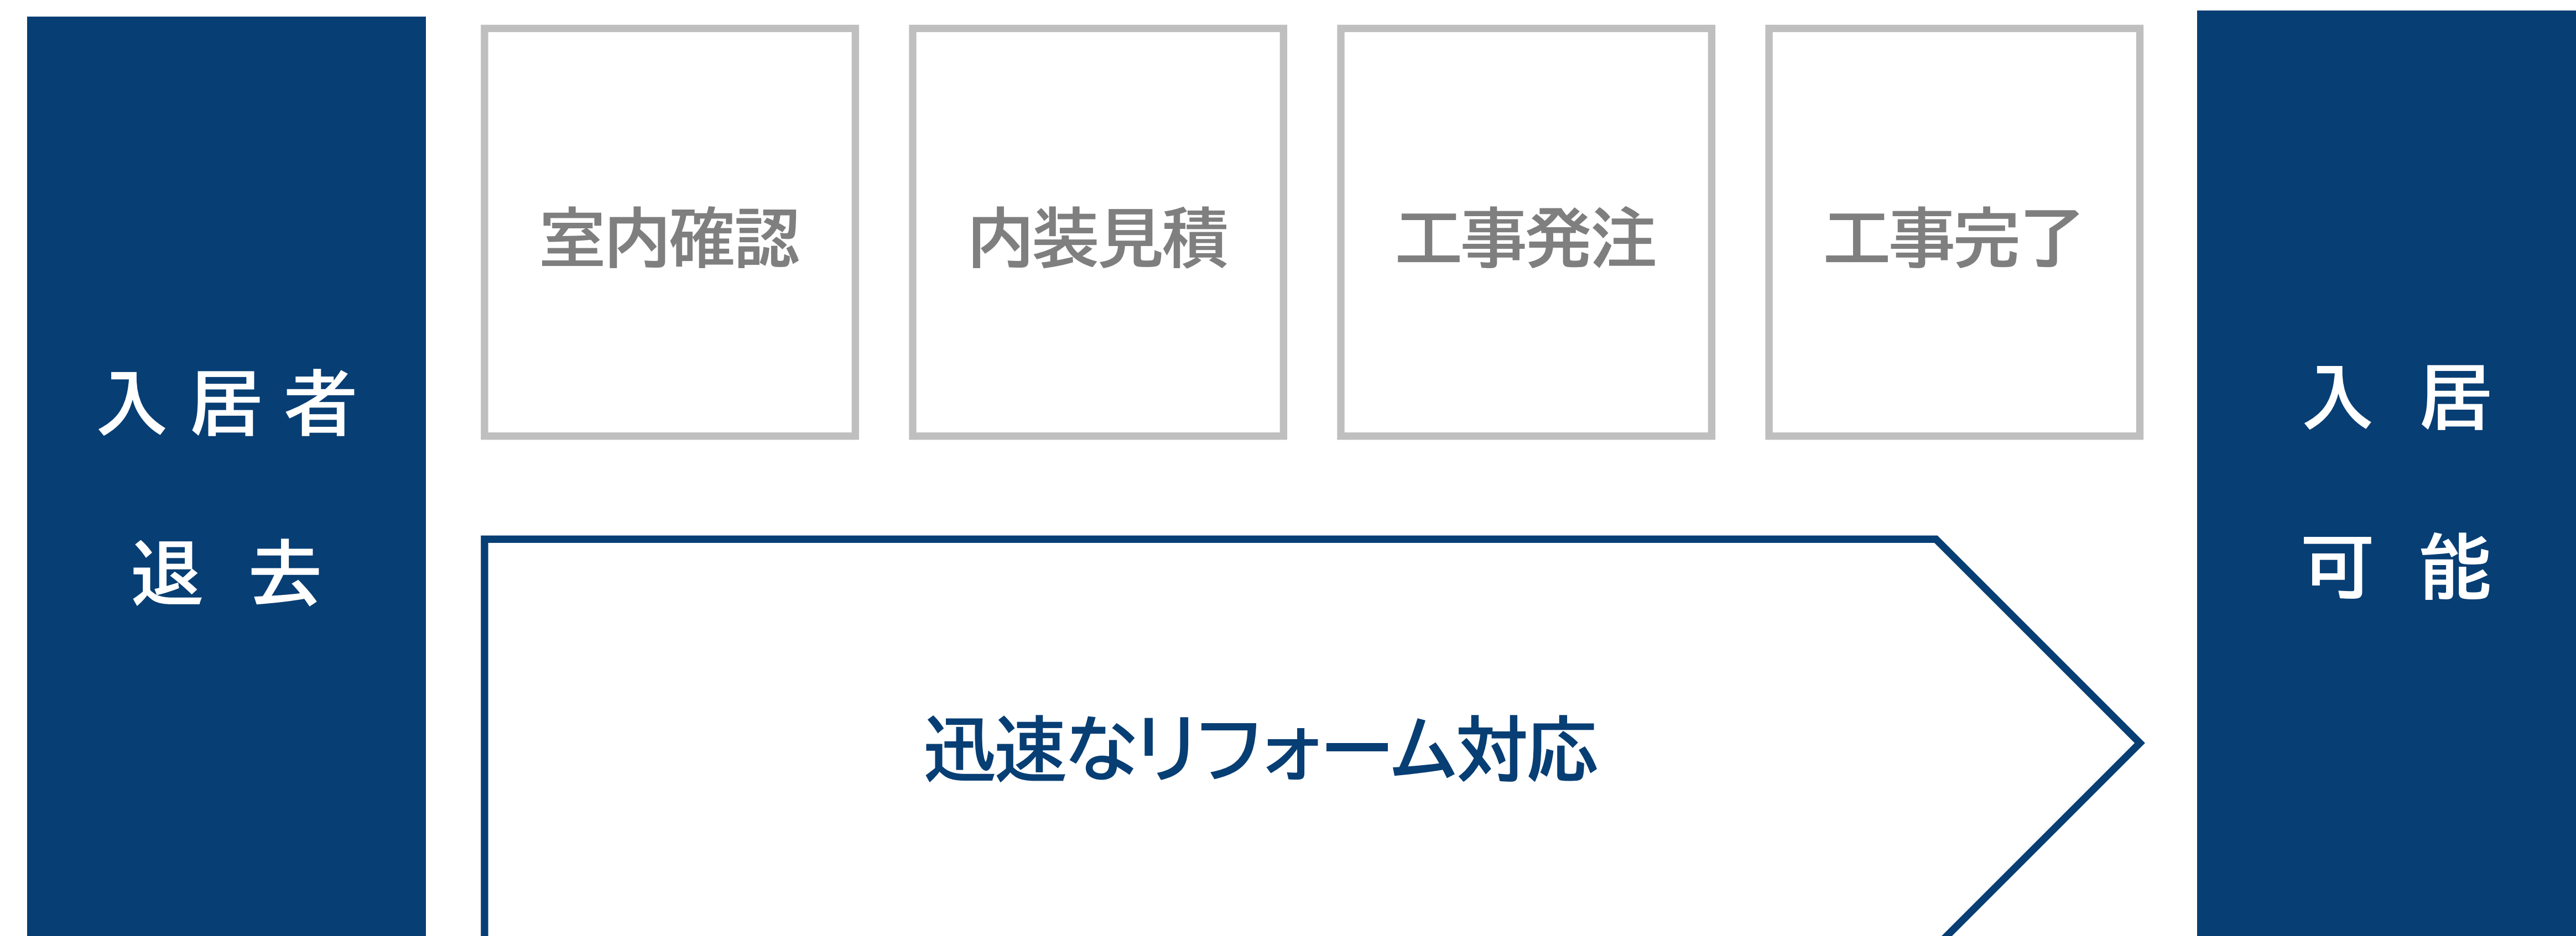 入居者
退去
室内確認
内装見積
工事発注
工事完了
迅速なリフォーム対応
入居
可能